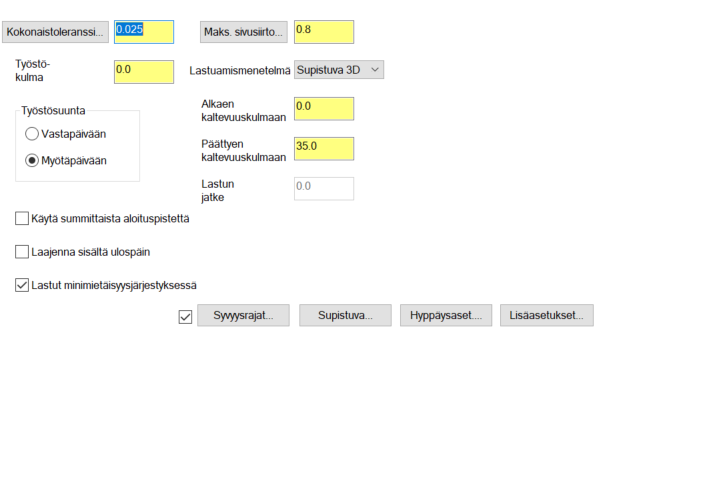 Kokonaistoleranssi... 0.025 Maks. sivusiirto... 0.8
Työstö-
kulma 0.0 Lastuamismenetelmä Supistuva 3D
Työstösuunta
Vastapäivään
Myötäpäivään
Alkaen
kaltevuuskulmaan 0.0
Päättyen
kaltevuuskulmaan 35.0
Lastun
jatke 0.0
Käytä summittaista aloituspistettä
Laajenna sisältä ulospäin
Lastut minimietäisyysjärjestyksessä
Syvyysrajat... Supistuva... Hyppäysaset.... Lisäasetukset...